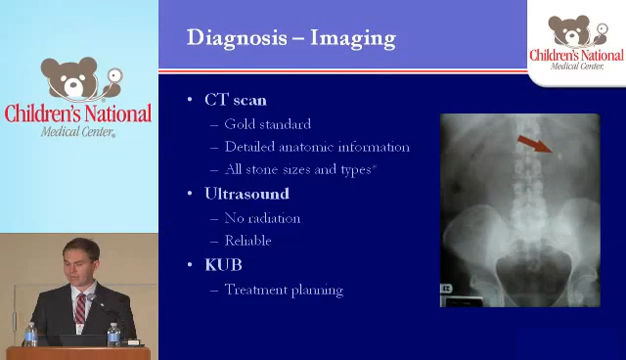 Diagnosis – Imaging
Children's National
Medical Center®
Children's National
Medical Center
• CT scan
– Gold standard
– Detailed anatomic information
– All stone sizes and types*
• Ultrasound
– No radiation
– Reliable
• KUB
– Treatment planning